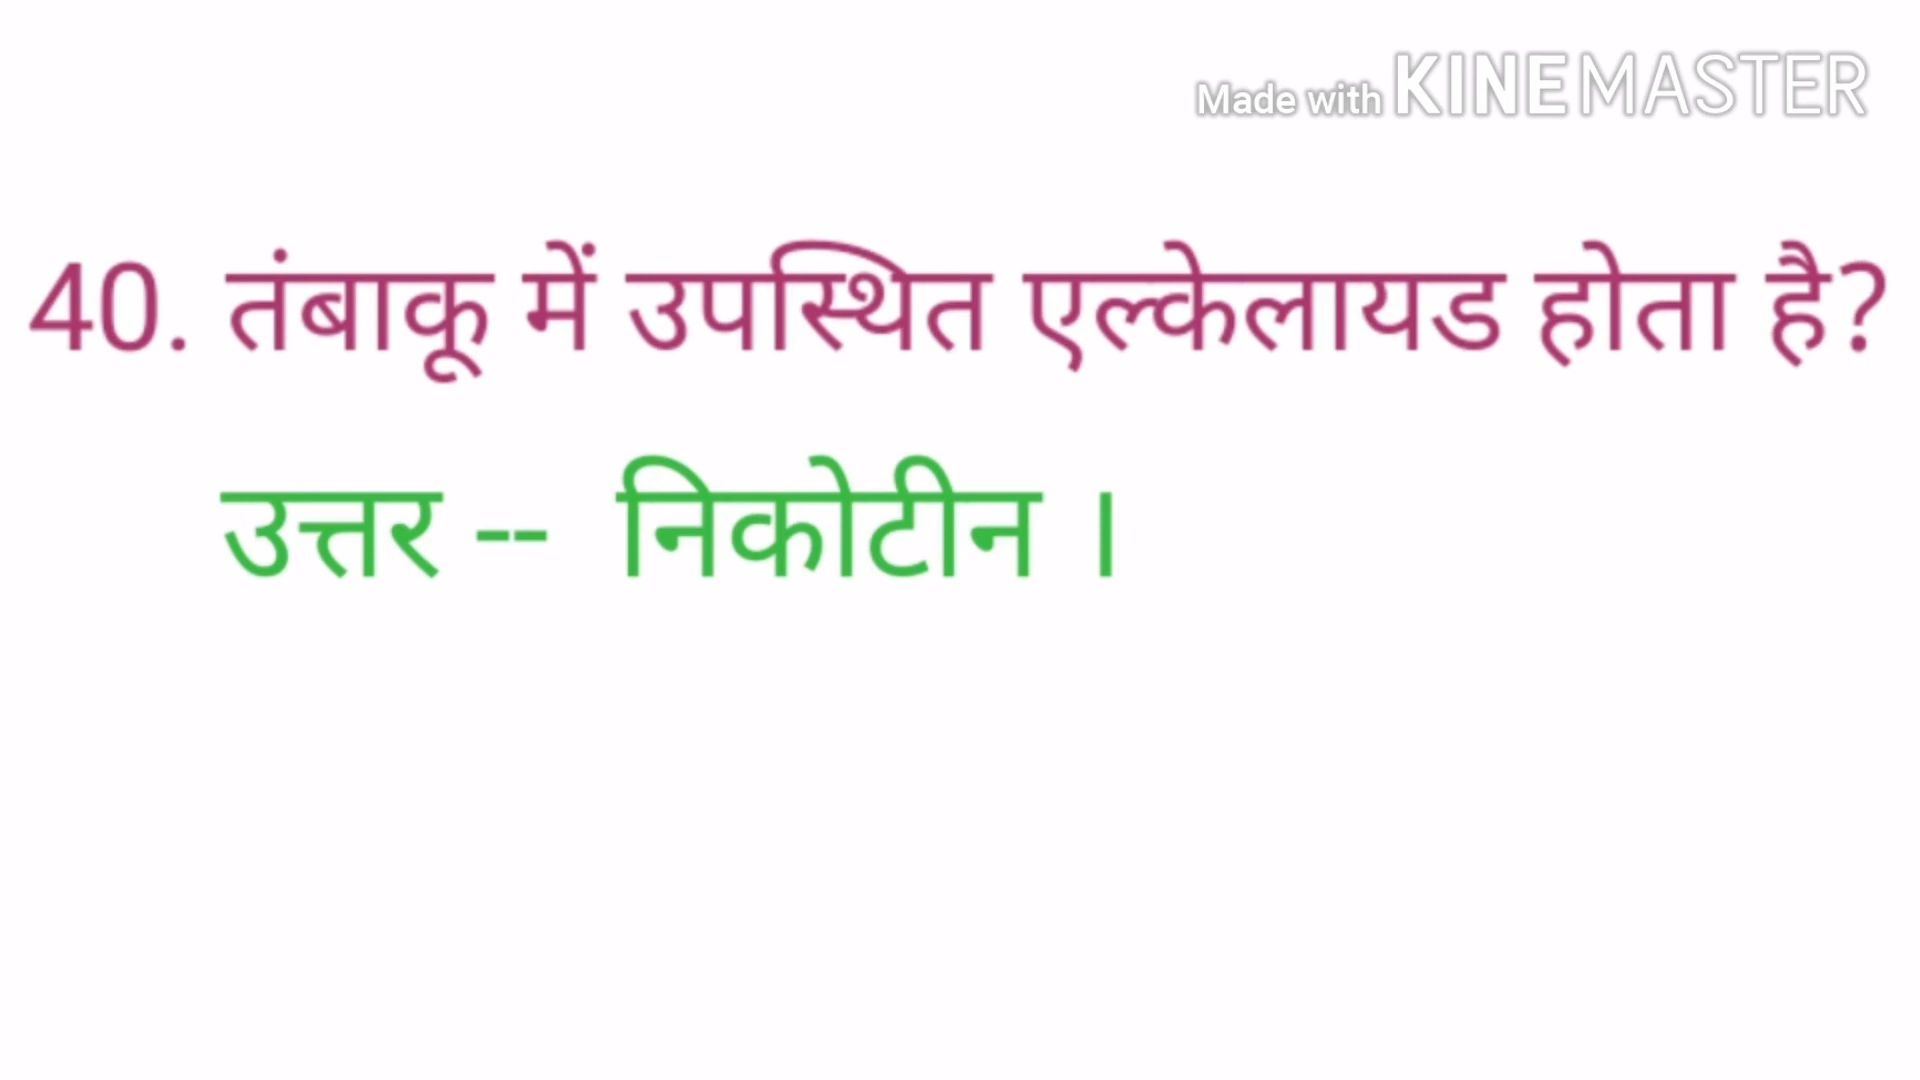 Made with KINEMASTER
40. तंबाकू में उपस्थित एल्केलायड होता है?
उत्तर -- निकोटीन ।